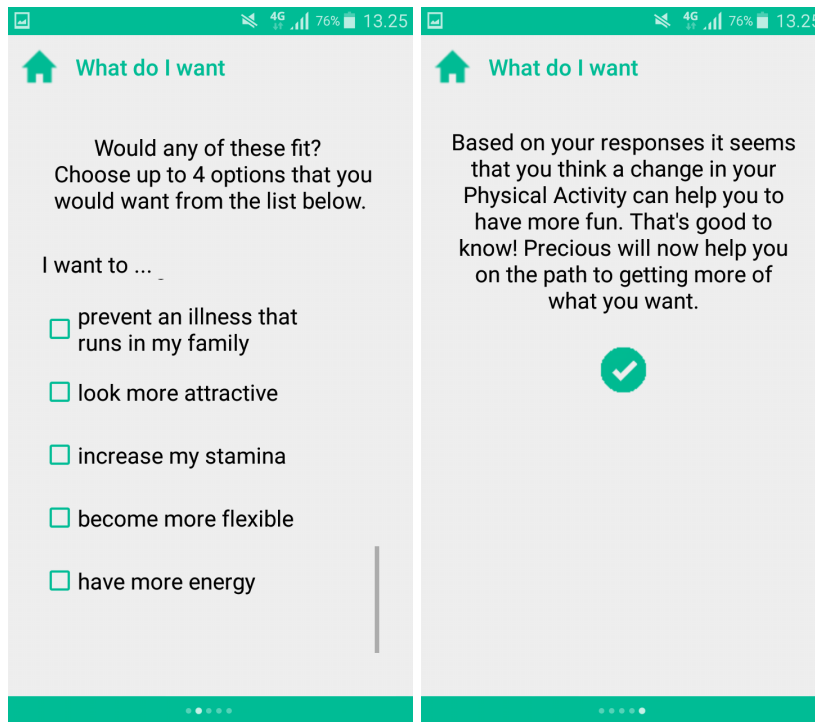 4G 76% 13.25
What do I want
Would any of these fit?
Choose up to 4 options that you
would want from the list below.
I want to ...
prevent an illness that
runs in my family
look more attractive
increase my stamina
become more flexible
have more energy
4G 76% 13.25
What do I want
Based on your responses it seems
that you think a change in your
Physical Activity can help you to
have more fun. That's good to
know! Precious will now help you
on the path to getting more of
what you want.